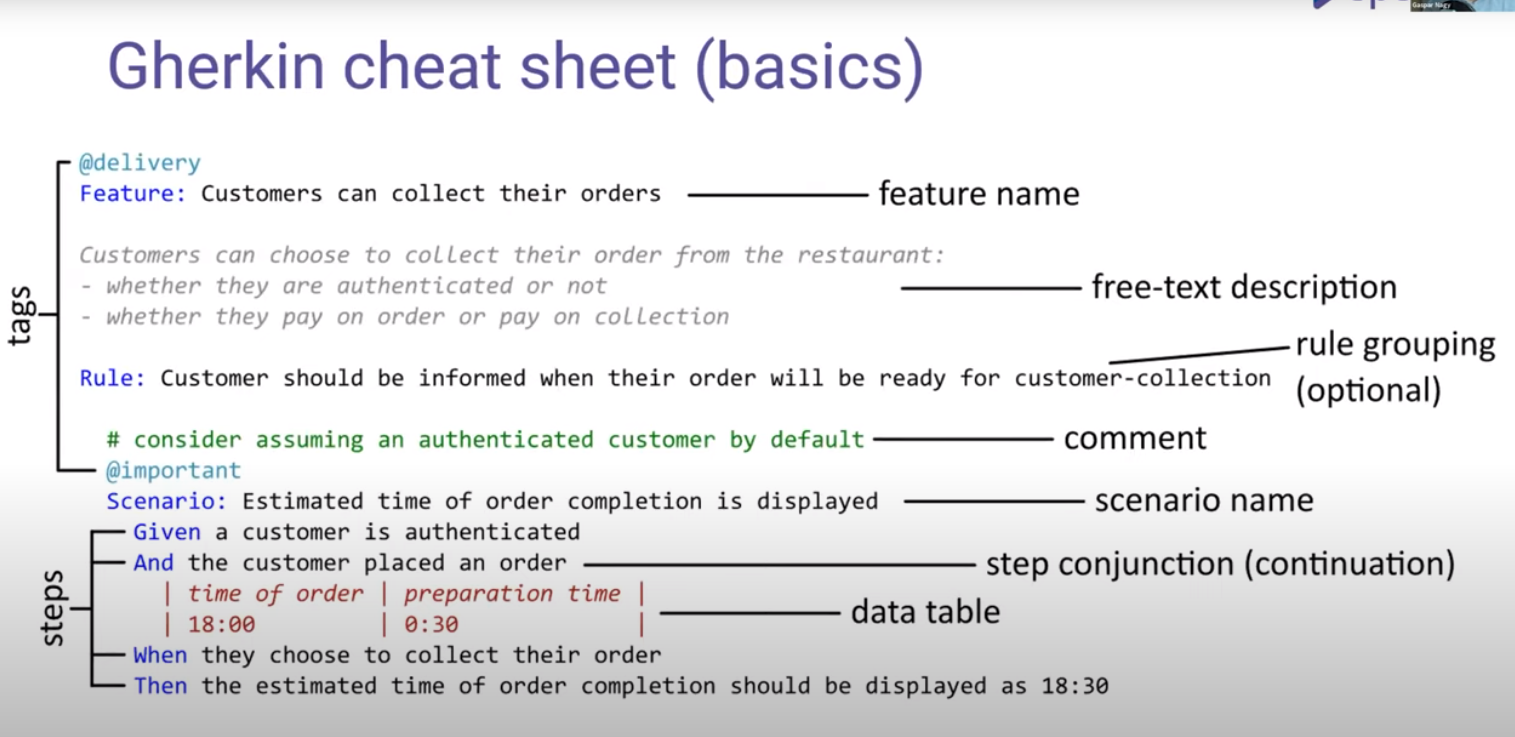 Gaspar Nagy
Gherkin cheat sheet (basics)
@delivery
Feature: Customers can collect their orders
feature name
Customers can choose to collect their order from the restaurant:
- whether they are authenticated or not
- whether they pay on order or pay on collection
free-text description
tags
Rule: Customer should be informed when their order will be ready for customer-collection
rule grouping
(optional)
# consider assuming an authenticated customer by default
comment
@important
Scenario: Estimated time of order completion is displayed
scenario name
steps
Given a customer is authenticated
And the customer placed an order
step conjunction (continuation)
| time of order | preparation time |
| 18:00 | 0:30 |
data table
When they choose to collect their order
Then the estimated time of order completion should be displayed as 18:30